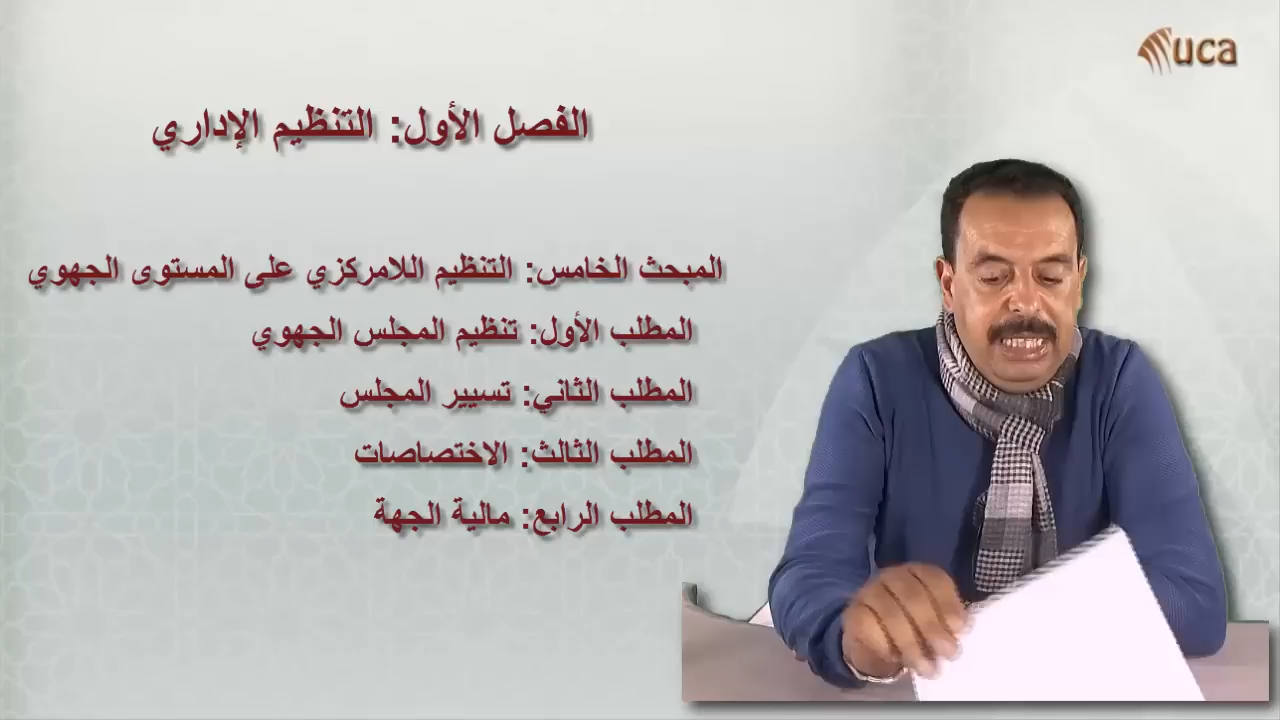 uca
الفصل الأول: التنظيم الإداري
المبحث الخامس: التنظيم اللامركزي على المستوى الجهوي
المطلب الأول: تنظيم المجلس الجهوي
المطلب الثاني: تسيير المجلس
المطلب الثالث: الاختصاصات
المطلب الرابع: مالية الجهة